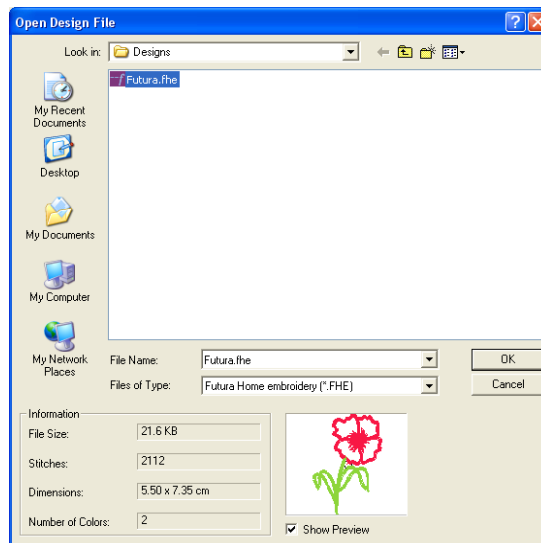 Open Design File
Look in: Designs
Futura.fhe
My Recent
Documents
Desktop
My Documents
My Computer
My Network
Places
File Name: Futura.fhe OK
Files of Type: Futura Home embroidery (*.FHE) Cancel
Information
File Size: 21.6 KB
Stitches: 2112
Dimensions: 5.50 x 7.35 cm
Number of Colors: 2
Show Preview